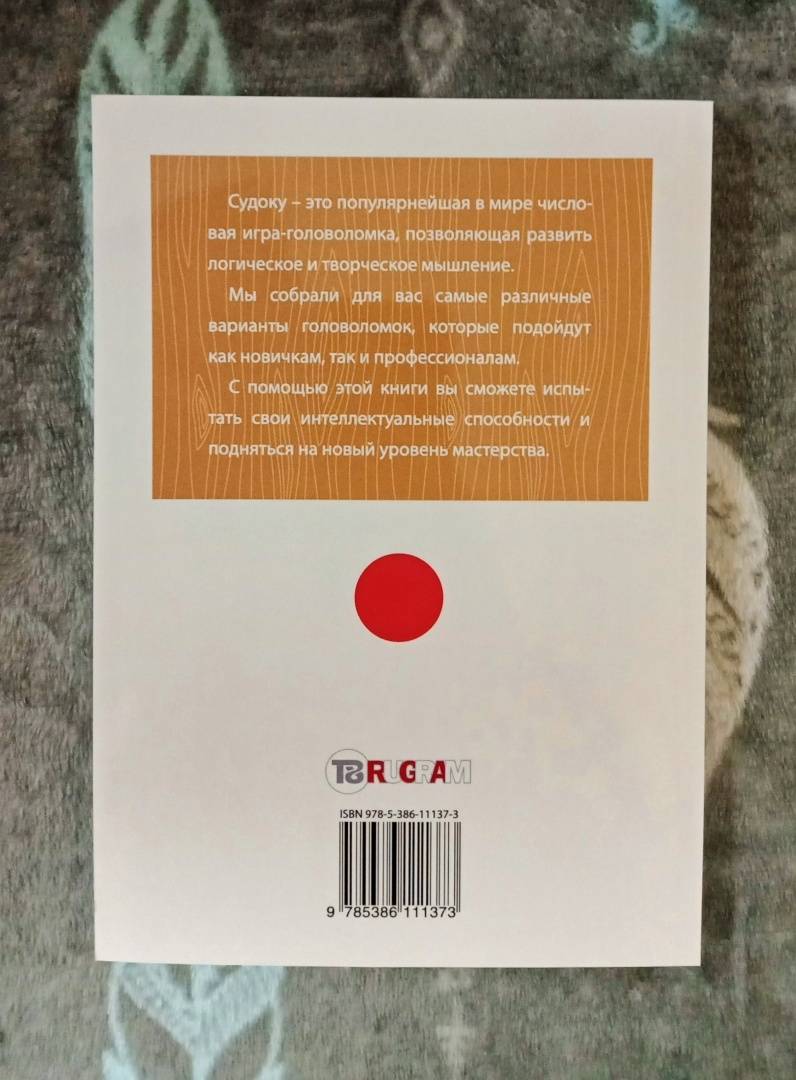 Судоку – это популярнейшая в мире число-
вая игра-головоломка, позволяющая развить
логическое и творческое мышление.
Мы собрали для вас самые различные
варианты головоломок, которые подойдут
как новичкам, так и профессионалам.
С помощью этой книги вы сможете испы-
тать свои интеллектуальные способности и
подняться на новый уровень мастерства.
ISBN 978-5-386-11137-3
9 785386 111373